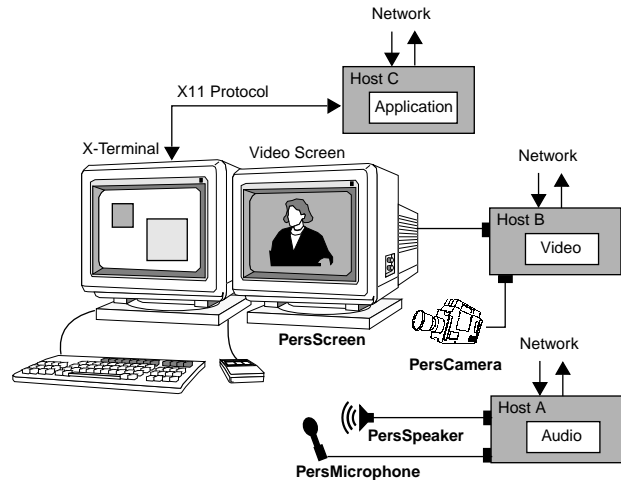 Network
Host C
Application
X11 Protocol
X-Terminal
Video Screen
Network
Host B
Video
PersScreen
PersCamera
Network
Host A
Audio
PersSpeaker
PersMicrophone